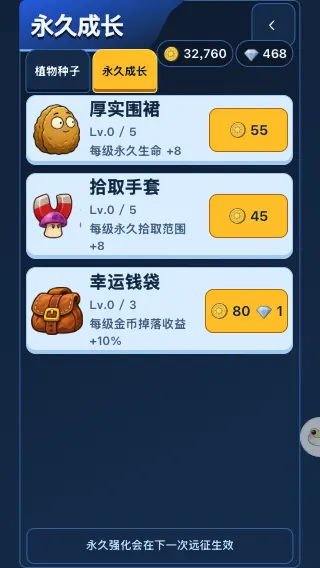 永久成长
32,760
468
植物种子
永久成长
厚实围裙
Lv.0 / 5
每级永久生命 +8
55
拾取手套
Lv.0 / 5
每级永久拾取范围
+8
45
幸运钱袋
Lv.0 / 3
每级金币掉落收益
+10%
80 1
永久强化会在下一次远征生效